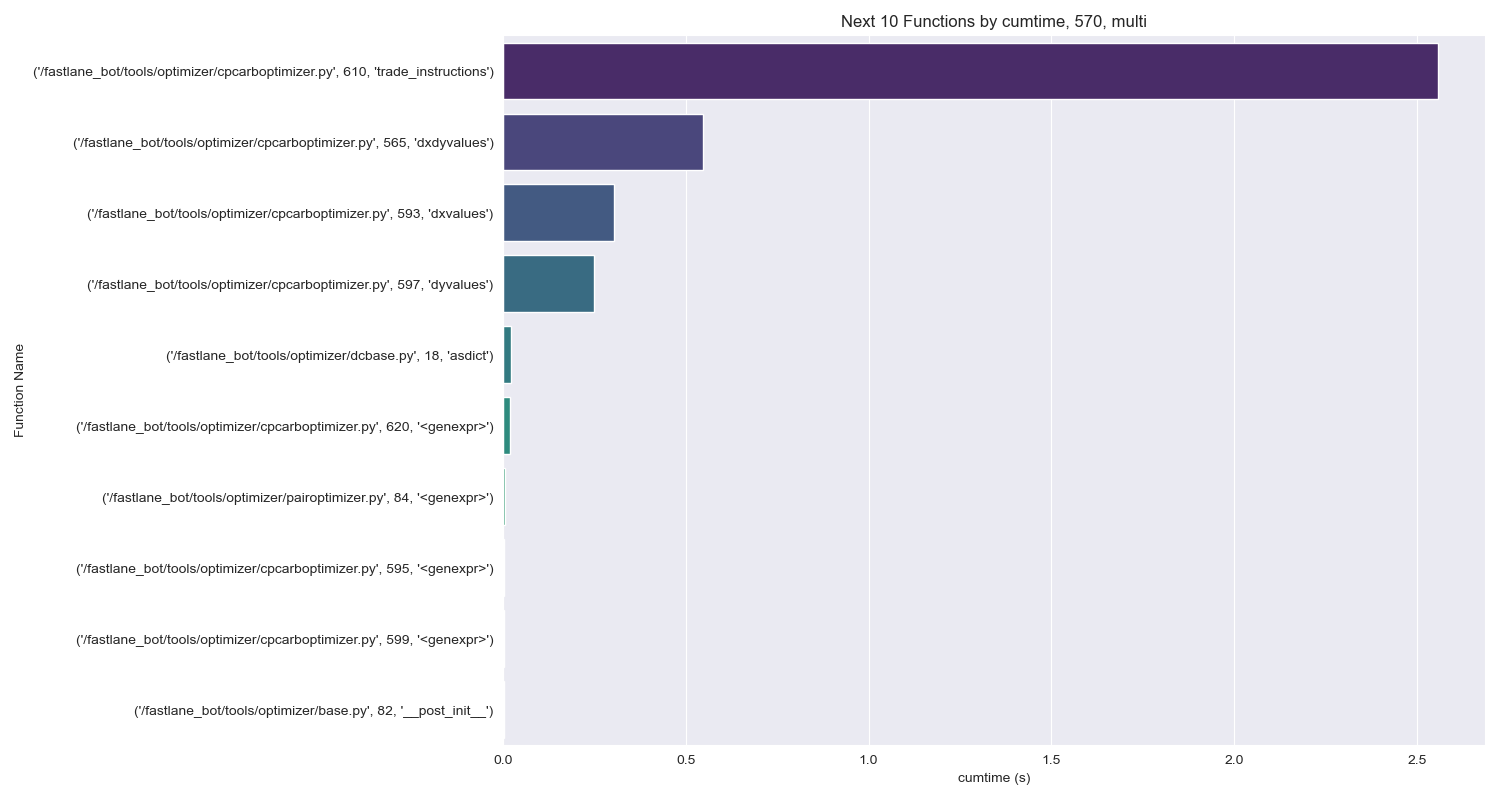 Next 10 Functions by cumtime, 570, multi
('/fastlane_bot/tools/optimizer/cpcarboptimizer.py', 610, 'trade_instructions')
('/fastlane_bot/tools/optimizer/cpcarboptimizer.py', 565, 'dxdyvalues')
('/fastlane_bot/tools/optimizer/cpcarboptimizer.py', 593, 'dxvalues')
('/fastlane_bot/tools/optimizer/cpcarboptimizer.py', 597, 'dyvalues')
('/fastlane_bot/tools/optimizer/dcbase.py', 18, 'asdict')
('/fastlane_bot/tools/optimizer/cpcarboptimizer.py', 620, '<genexpr>')
('/fastlane_bot/tools/optimizer/pairoptimizer.py', 84, '<genexpr>')
('/fastlane_bot/tools/optimizer/cpcarboptimizer.py', 595, '<genexpr>')
('/fastlane_bot/tools/optimizer/cpcarboptimizer.py', 599, '<genexpr>')
('/fastlane_bot/tools/optimizer/base.py', 82, '__post_init__')
Function Name
0.0 0.5 1.0 1.5 2.0 2.5
cumtime (s)